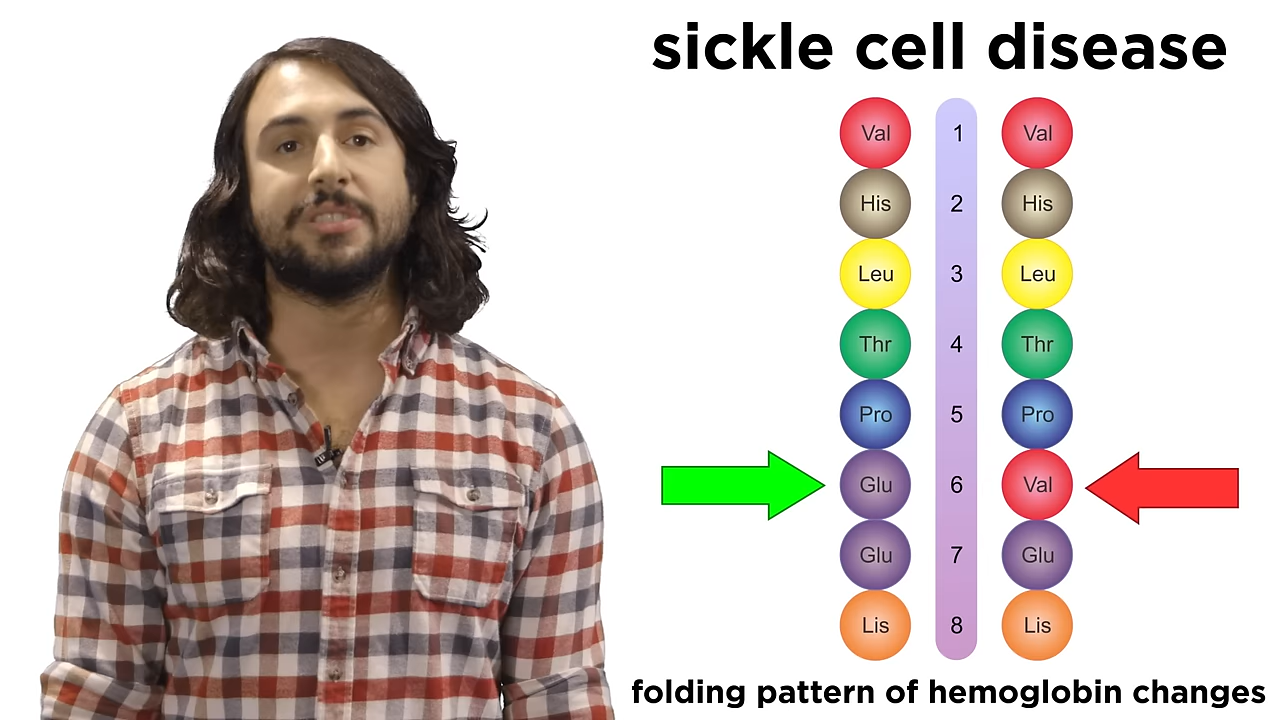 sickle cell disease
Val 1 Val
His 2 His
Leu 3 Leu
Thr 4 Thr
Pro 5 Pro
Glu 6 Val
Glu 7 Glu
Lis 8 Lis
folding pattern of hemoglobin changes